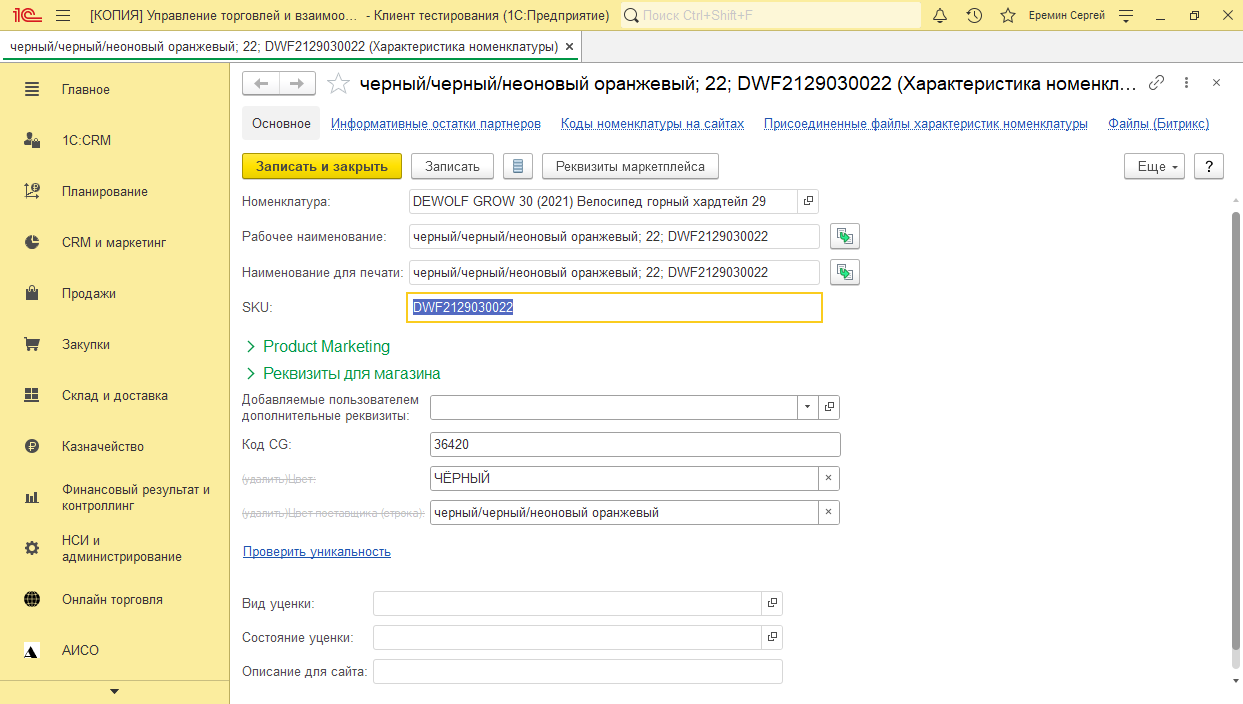 1С [КОПИЯ] Управление торговлей и взаимоо... - Клиент тестирования (1С:Предприятие) Поиск Ctrl+Shift+F Еремин Сергей
черный/черный/неоновый оранжевый; 22; DWF2129030022 (Характеристика номенклатуры) ×
Главное
1C:CRM
Планирование
CRM и маркетинг
Продажи
Закупки
Склад и доставка
Казначейство
Финансовый результат и
контроллинг
НСИ и
администрирование
Онлайн торговля
АИСО
черный/черный/неоновый оранжевый; 22; DWF2129030022 (Характеристика номенкл...
Основное Информативные остатки партнеров Коды номенклатуры на сайтах Присоединенные файлы характеристик номенклатуры Файлы (Битрикс)
Записать и закрыть Записать Реквизиты маркетплейса Еще ?
Номенклатура: DEWOLF GROW 30 (2021) Велосипед горный хардтейл 29
Рабочее наименование: черный/черный/неоновый оранжевый; 22; DWF2129030022
Наименование для печати: черный/черный/неоновый оранжевый; 22; DWF2129030022
SKU: DWF2129030022
Product Marketing
Реквизиты для магазина
Добавляемые пользователем
дополнительные реквизиты:
Код CG: 36420
(удалить)Цвет: ЧЁРНЫЙ ×
(удалить)Цвет поставщика (строка): черный/черный/неоновый оранжевый ×
Проверить уникальность
Вид уценки:
Состояние уценки:
Описание для сайта: